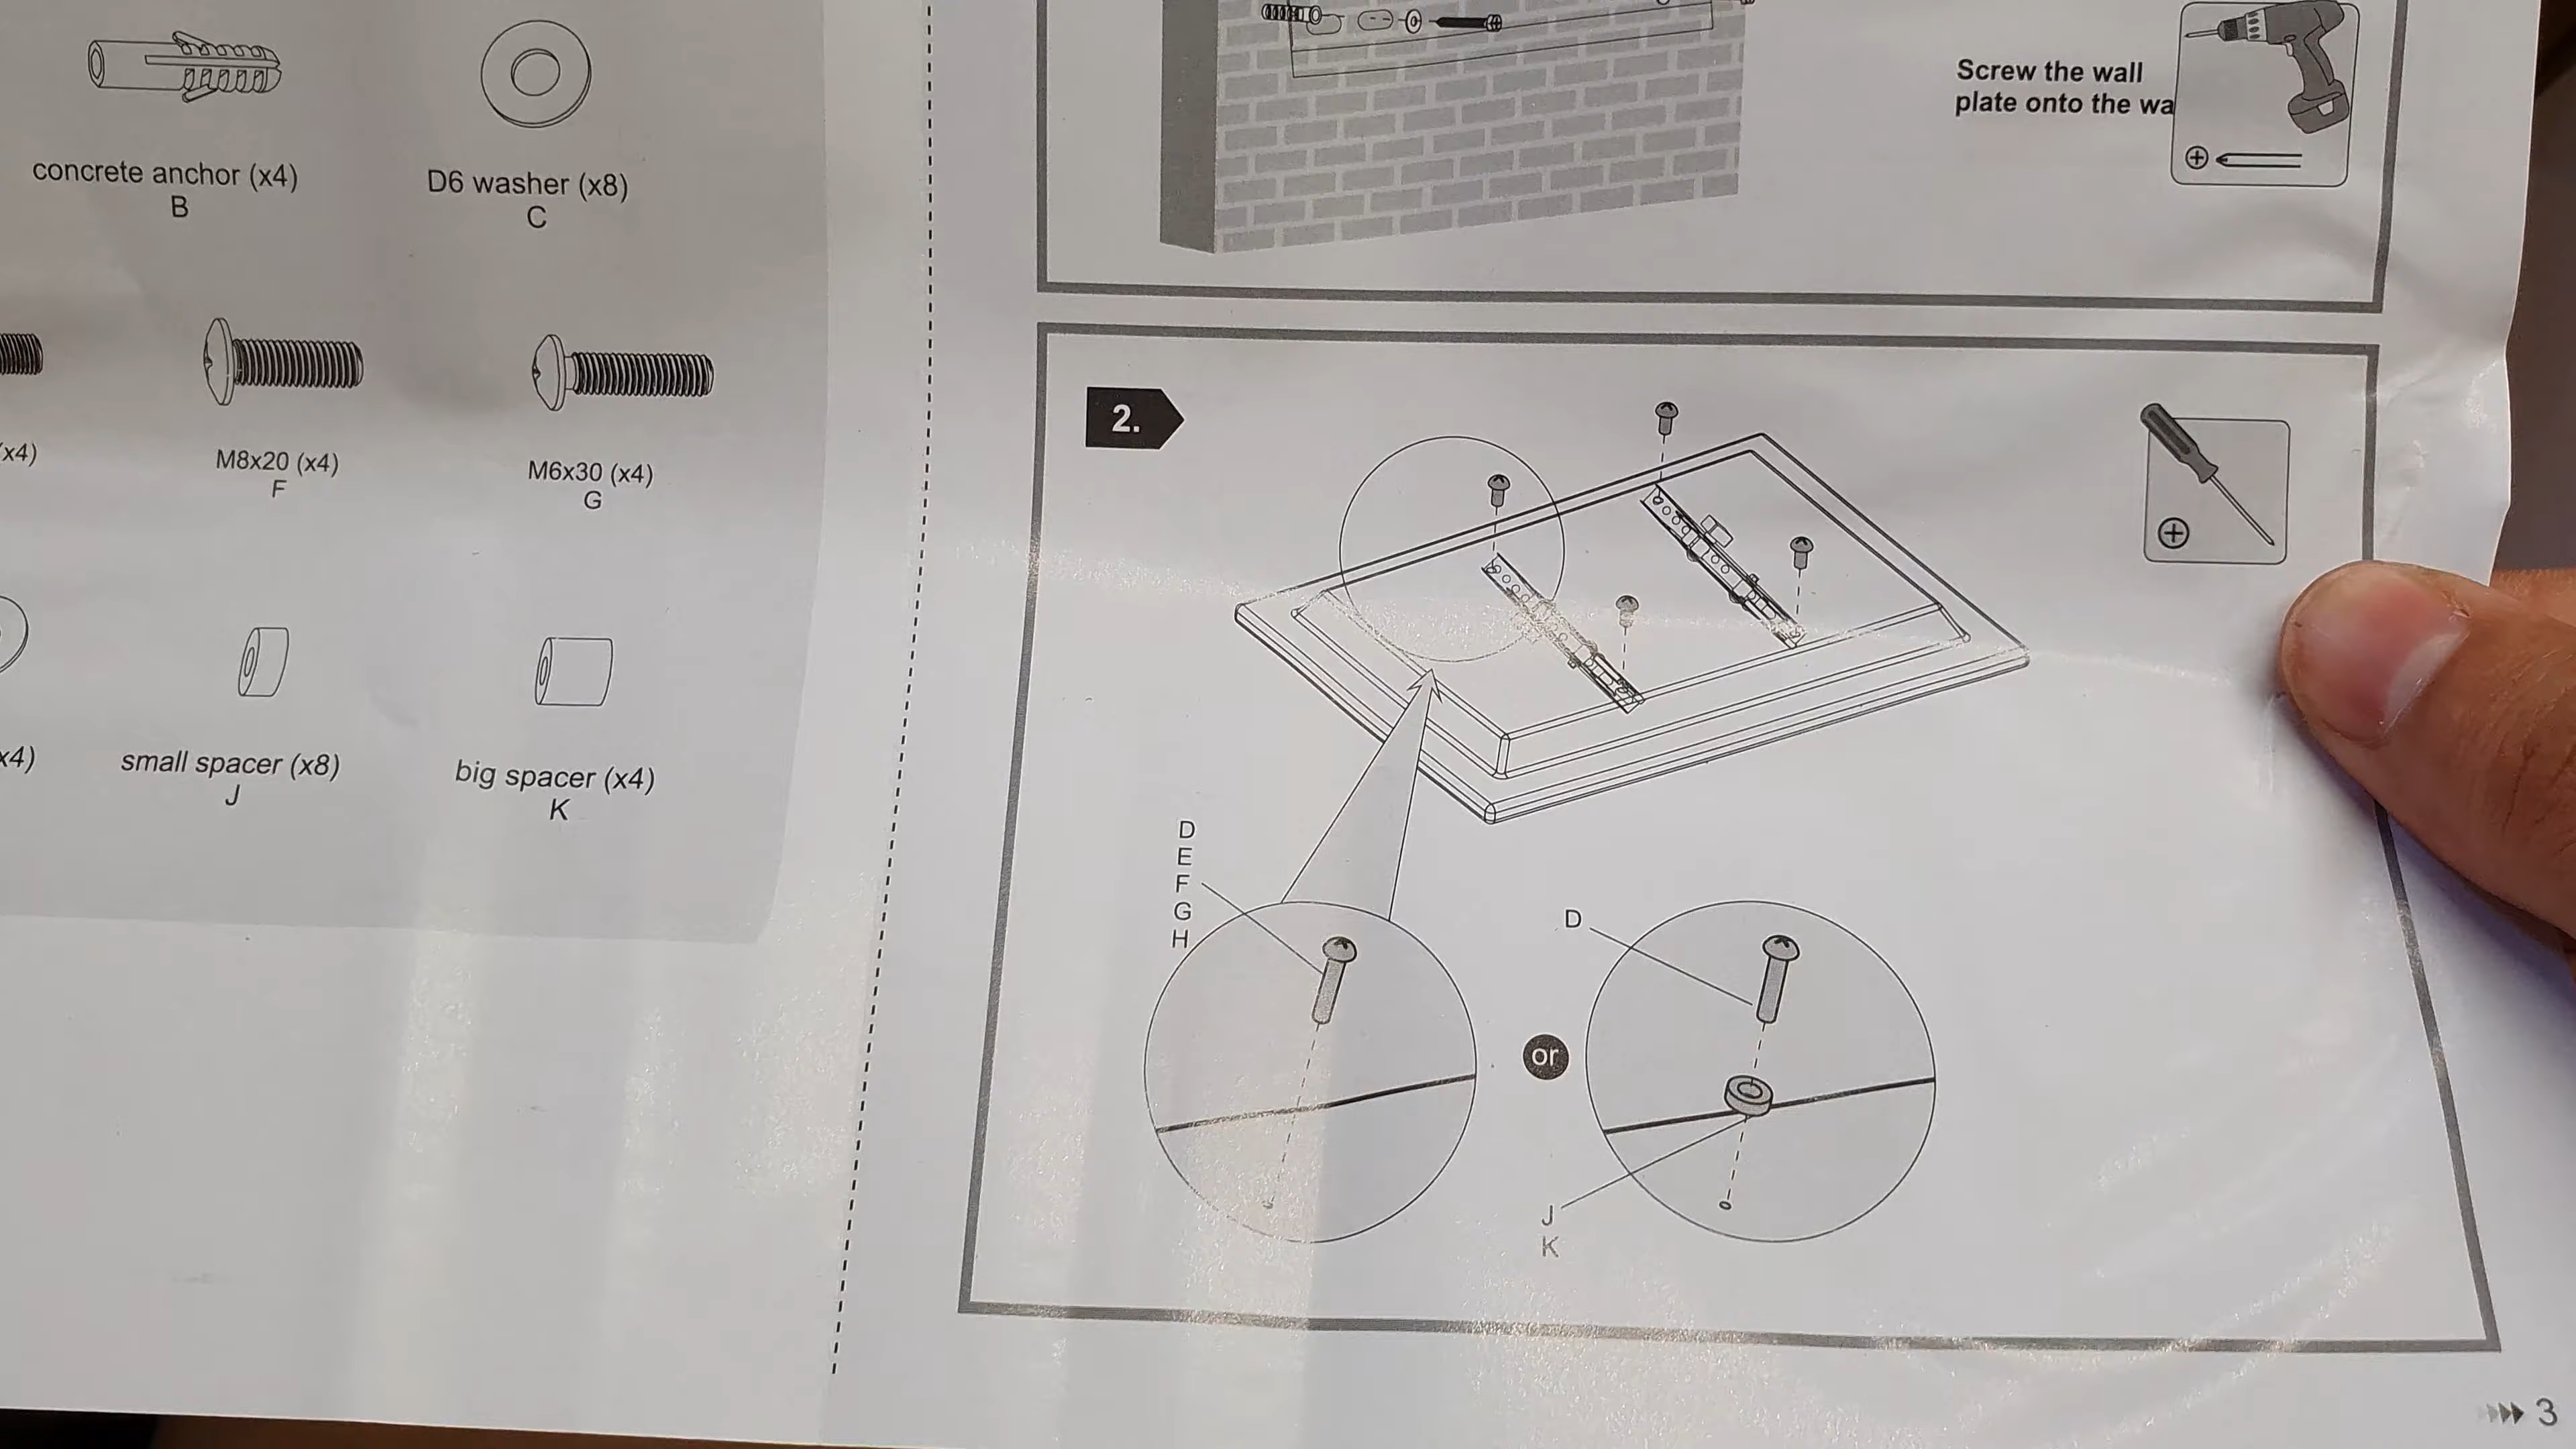 concrete anchor (x4)
B
D6 washer (x8)
C
x4)
M8x20 (x4)
F
M6x30 (x4)
G
x4)
small spacer (x8)
J
big spacer (x4)
K
Screw the wall
plate onto the wa
2.
D
E
F
G
H
or
D
J
K
3